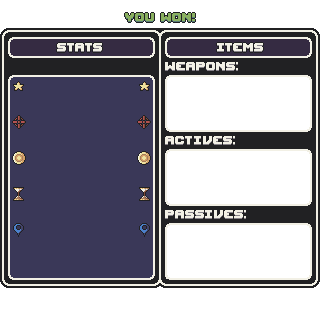 YOU WON!
STATS
ITEMS
WEAPONS:
ACTIVES:
PASSIVES: